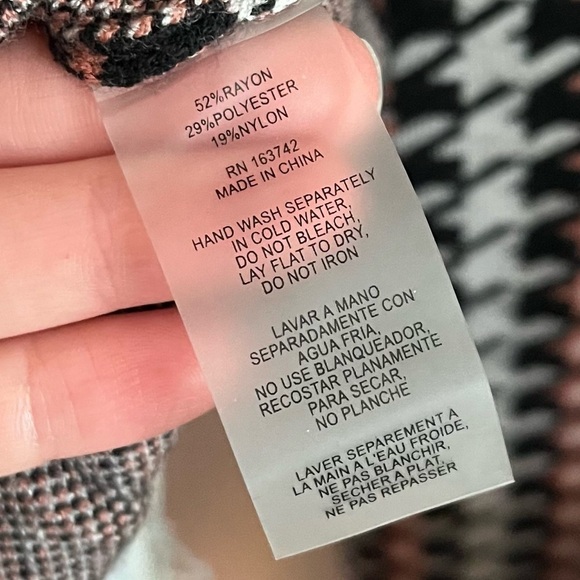 52%RAYON
29%POLYESTER
19%NYLON
RN 163742
MADE IN CHINA
HAND WASH SEPARATELY
IN COLD WATER,
DO NOT BLEACH,
LAY FLAT TO DRY,
DO NOT IRON
LAVAR A MANO
SEPARADAMENTE CON
AGUA FRIA,
NO USE BLANQUEADOR,
RECOSTAR PLANAMENTE
PARA SECAR,
NO PLANCHE
LAVER SEPAREMENT A
LA MAIN A L'EAU FROIDE,
NE PAS BLANCHIR,
SECHER A PLAT,
NE PAS REPASSER